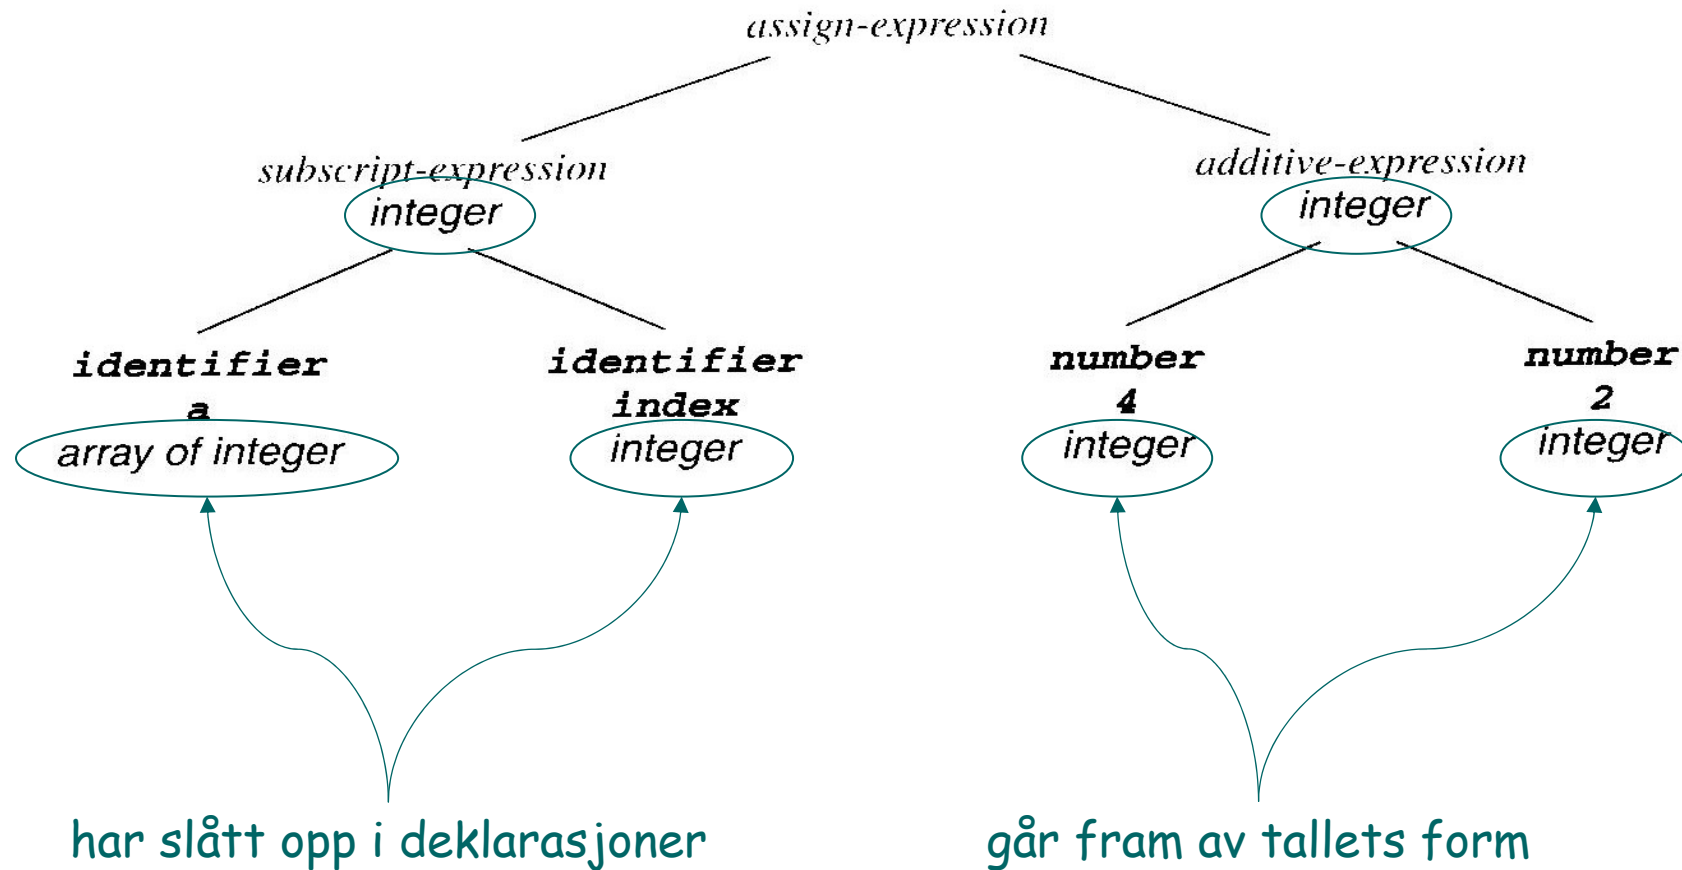 assign-expression
subscript-expression
additive-expression
integer
integer
identifier
identifier
number
number
a
index
4
2
array of integer
integer
integer
integer
har slått opp i deklarasjoner
går fram av tallets form